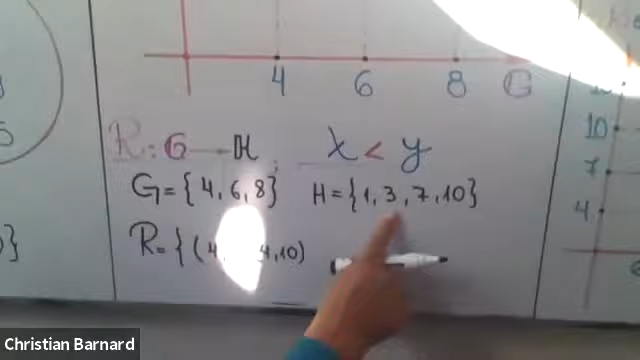 4 6 8 G
R: G → H ; x < y
G = {4, 6, 8} H = {1, 3, 7, 10}
R = {(4, 4, 10)
)}
10
7
4
Christian Barnard